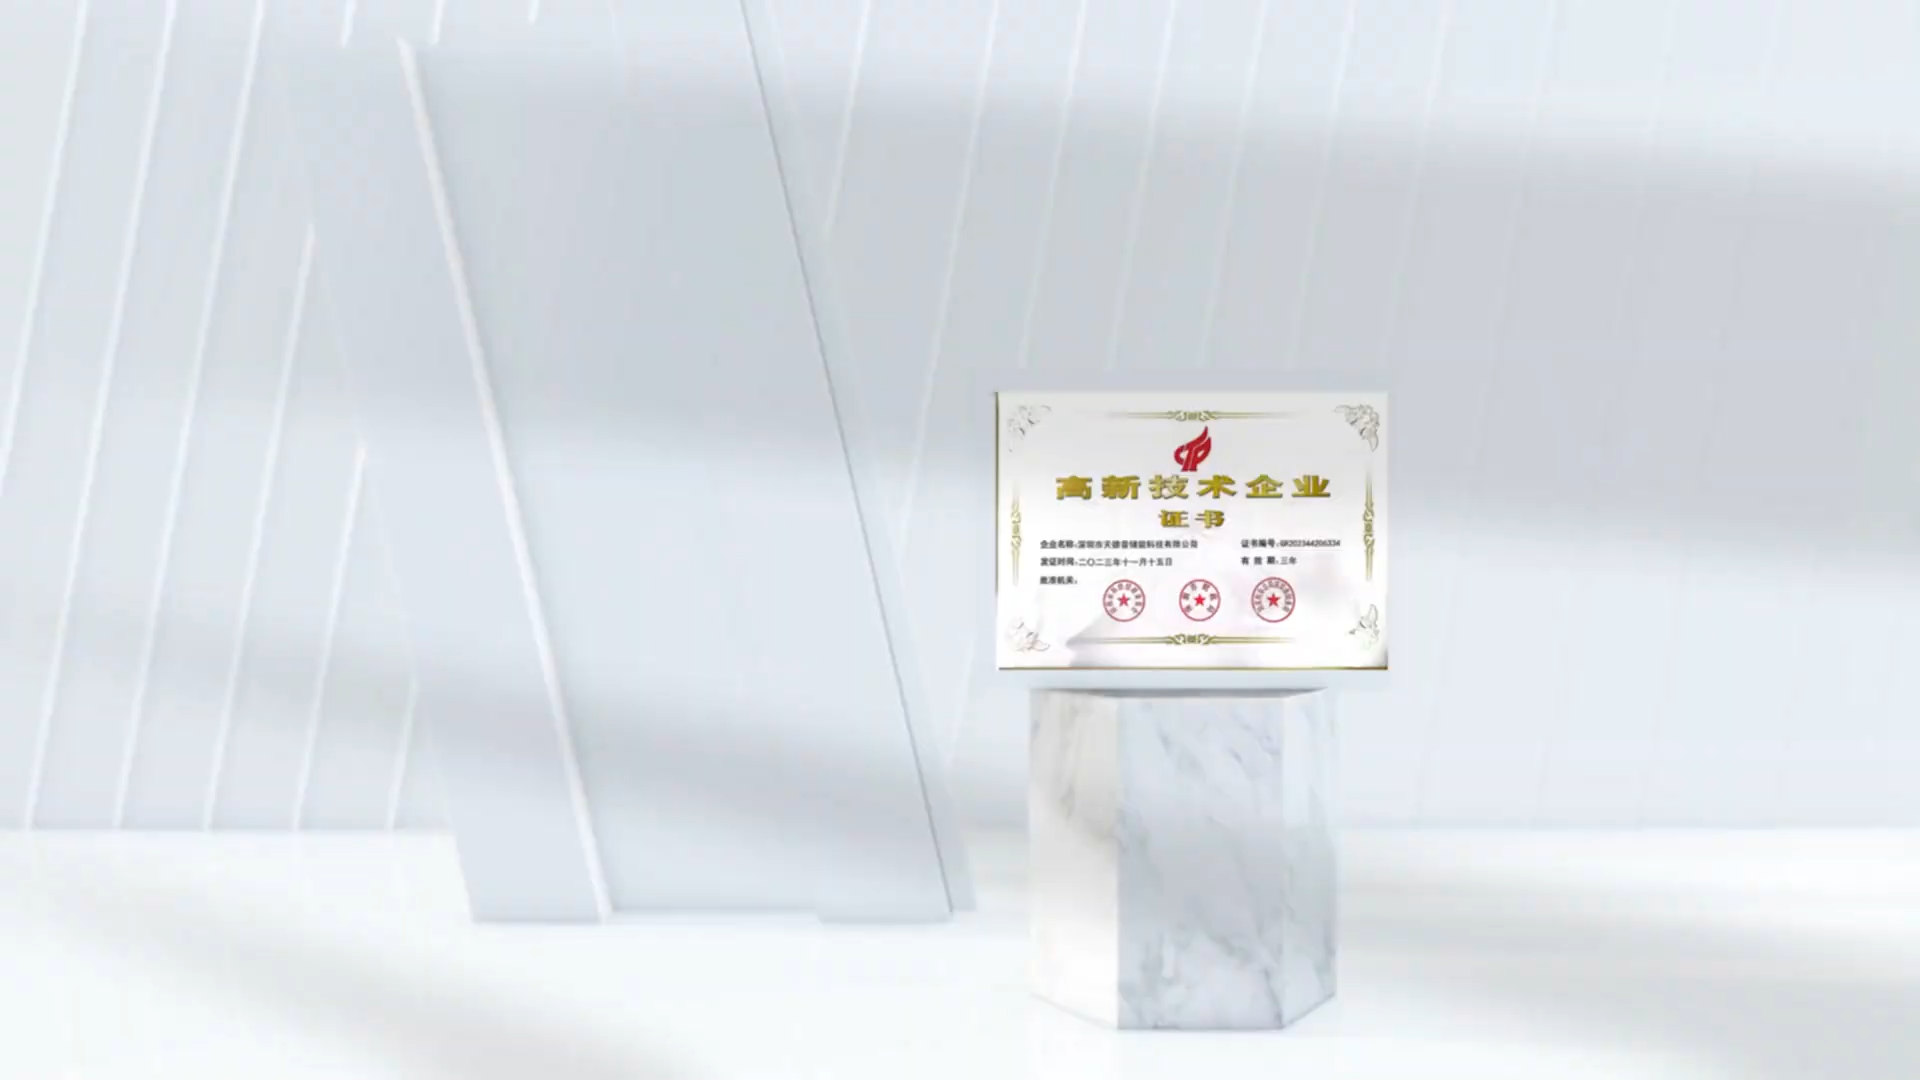 高新技术企业
证书
企业名称：深圳市天德普储能科技有限公司
证书编号：GR202344206334
发证时间：二〇二三年十一月十五日
有效期：三年
批准机关：